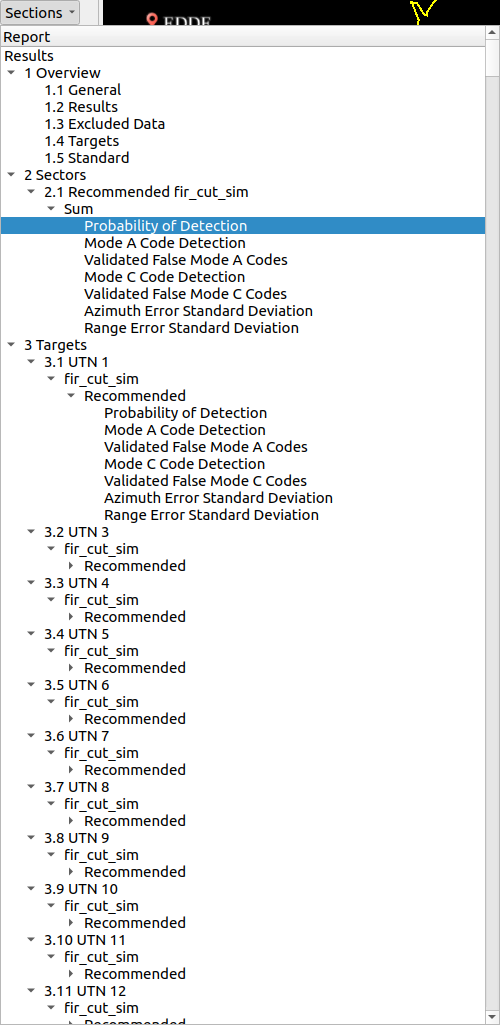 Sections
EDDF
Report
Results
1 Overview
1.1 General
1.2 Results
1.3 Excluded Data
1.4 Targets
1.5 Standard
2 Sectors
2.1 Recommended fir_cut_sim
Sum
Probability of Detection
Mode A Code Detection
Validated False Mode A Codes
Mode C Code Detection
Validated False Mode C Codes
Azimuth Error Standard Deviation
Range Error Standard Deviation
3 Targets
3.1 UTN 1
fir_cut_sim
Recommended
Probability of Detection
Mode A Code Detection
Validated False Mode A Codes
Mode C Code Detection
Validated False Mode C Codes
Azimuth Error Standard Deviation
Range Error Standard Deviation
3.2 UTN 3
fir_cut_sim
Recommended
3.3 UTN 4
fir_cut_sim
Recommended
3.4 UTN 5
fir_cut_sim
Recommended
3.5 UTN 6
fir_cut_sim
Recommended
3.6 UTN 7
fir_cut_sim
Recommended
3.7 UTN 8
fir_cut_sim
Recommended
3.8 UTN 9
fir_cut_sim
Recommended
3.9 UTN 10
fir_cut_sim
Recommended
3.10 UTN 11
fir_cut_sim
Recommended
3.11 UTN 12
fir_cut_sim